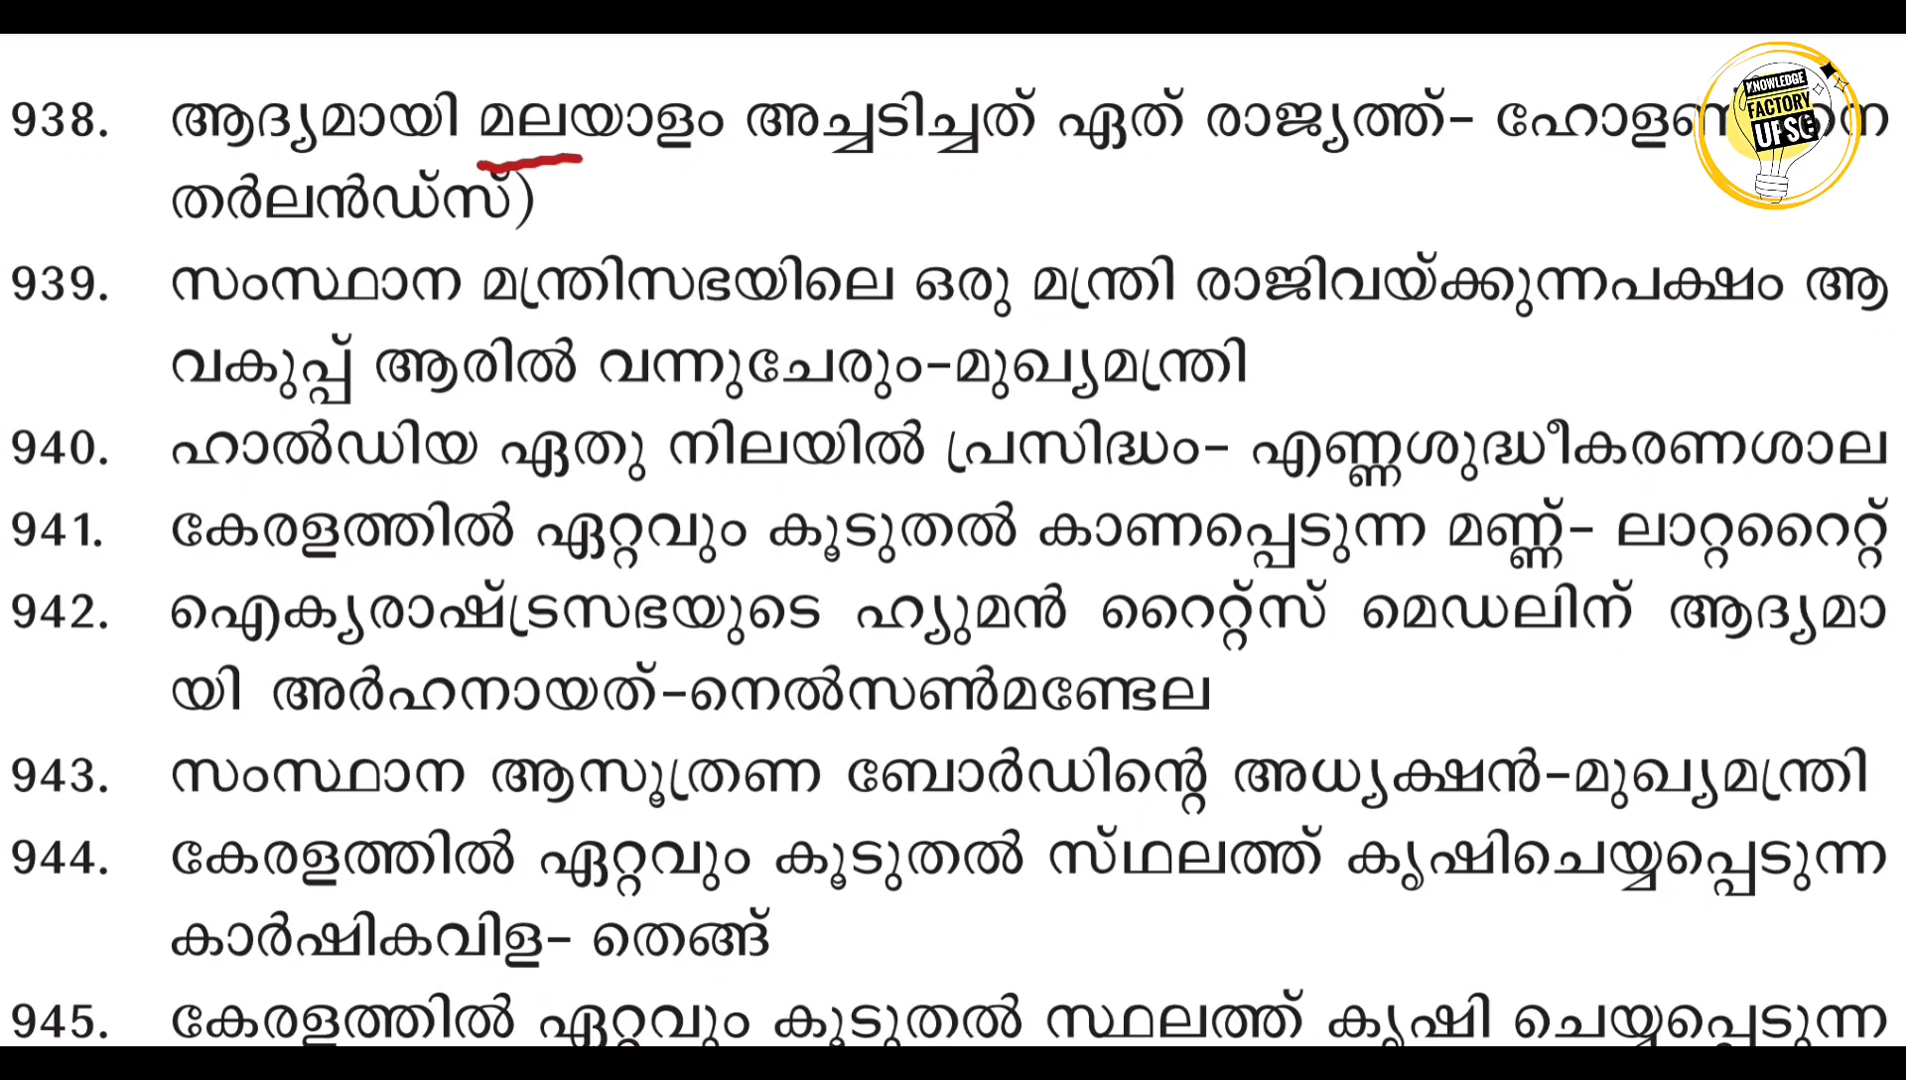 938. ആദ്യമായി മലയാളം അച്ചടിച്ചത് ഏത് രാജ്യത്ത്- ഹോളണ്ട്
തർലൻഡ്സ്)
939. സംസ്ഥാന മന്ത്രിസഭയിലെ ഒരു മന്ത്രി രാജിവയ്ക്കുന്നപക്ഷം ആ
വകുപ്പ് ആരിൽ വന്നുചേരും-മുഖ്യമന്ത്രി
940. ഹാൽഡിയ ഏതു നിലയിൽ പ്രസിദ്ധം- എണ്ണശുദ്ധീകരണശാല
941. കേരളത്തിൽ ഏറ്റവും കൂടുതൽ കാണപ്പെടുന്ന മണ്ണ്- ലാറ്ററൈറ്റ്
942. ഐക്യരാഷ്ട്രസഭയുടെ ഹ്യുമൻ റൈറ്റ്സ് മെഡലിന് ആദ്യമാ
യി അർഹനായത്-നെൽസൺമണ്ടേല
943. സംസ്ഥാന ആസൂത്രണ ബോർഡിന്റെ അധ്യക്ഷൻ-മുഖ്യമന്ത്രി
944. കേരളത്തിൽ ഏറ്റവും കൂടുതൽ സ്ഥലത്ത് കൃഷിചെയ്യപ്പെടുന്ന
കാർഷികവിള- തെങ്ങ്
945. കേരളത്തിൽ ഏറ്റവും കൂടുതൽ സ്ഥലത്ത് കൃഷി ചെയ്യപ്പെടുന്ന
KNOWLEDGE
FACTORY
UPSC